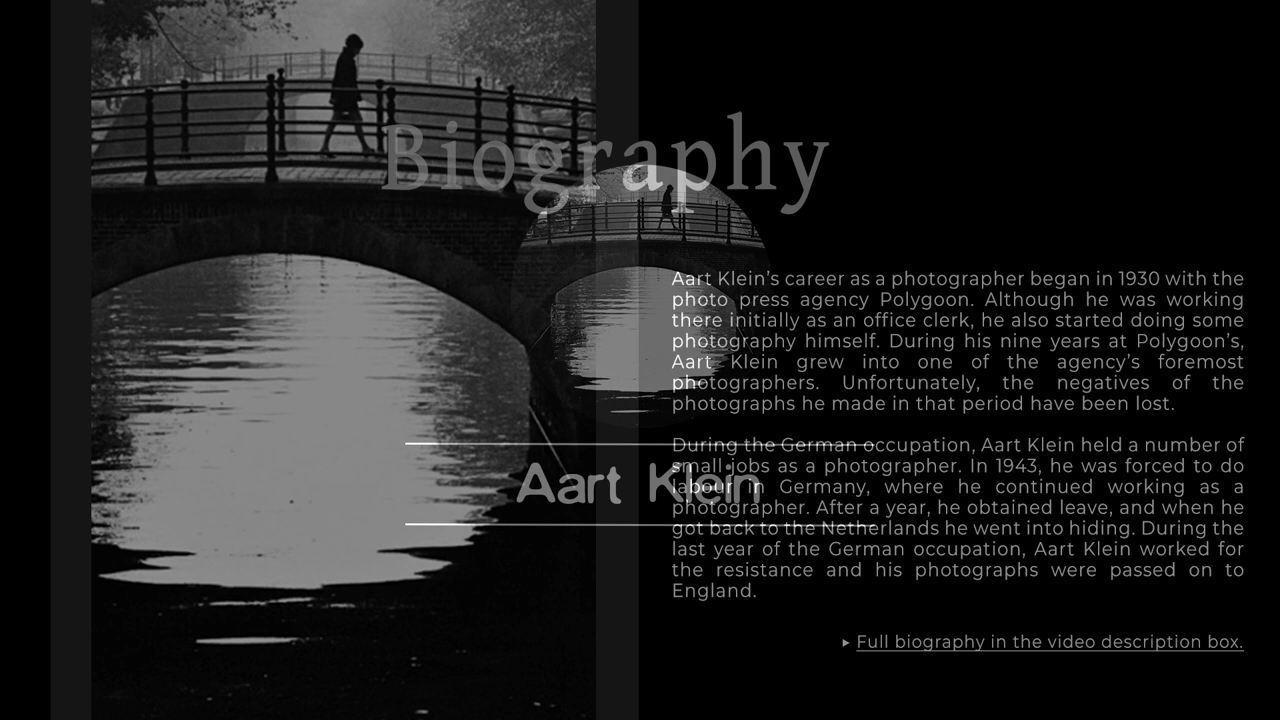 Biography
Aart Klein’s career as a photographer began in 1930 with the
photo press agency Polygoon. Although he was working
there initially as an office clerk, he also started doing some
photography himself. During his nine years at Polygoon’s,
Aart Klein grew into one of the agency’s foremost
photographers. Unfortunately, the negatives of the
photographs he made in that period have been lost.
During the German occupation, Aart Klein held a number of
small jobs as a photographer. In 1943, he was forced to do
labour in Germany, where he continued working as a
photographer. After a year, he obtained leave, and when he
got back to the Netherlands he went into hiding. During the
last year of the German occupation, Aart Klein worked for
the resistance and his photographs were passed on to
England.
Aart Klein
Full biography in the video description box.